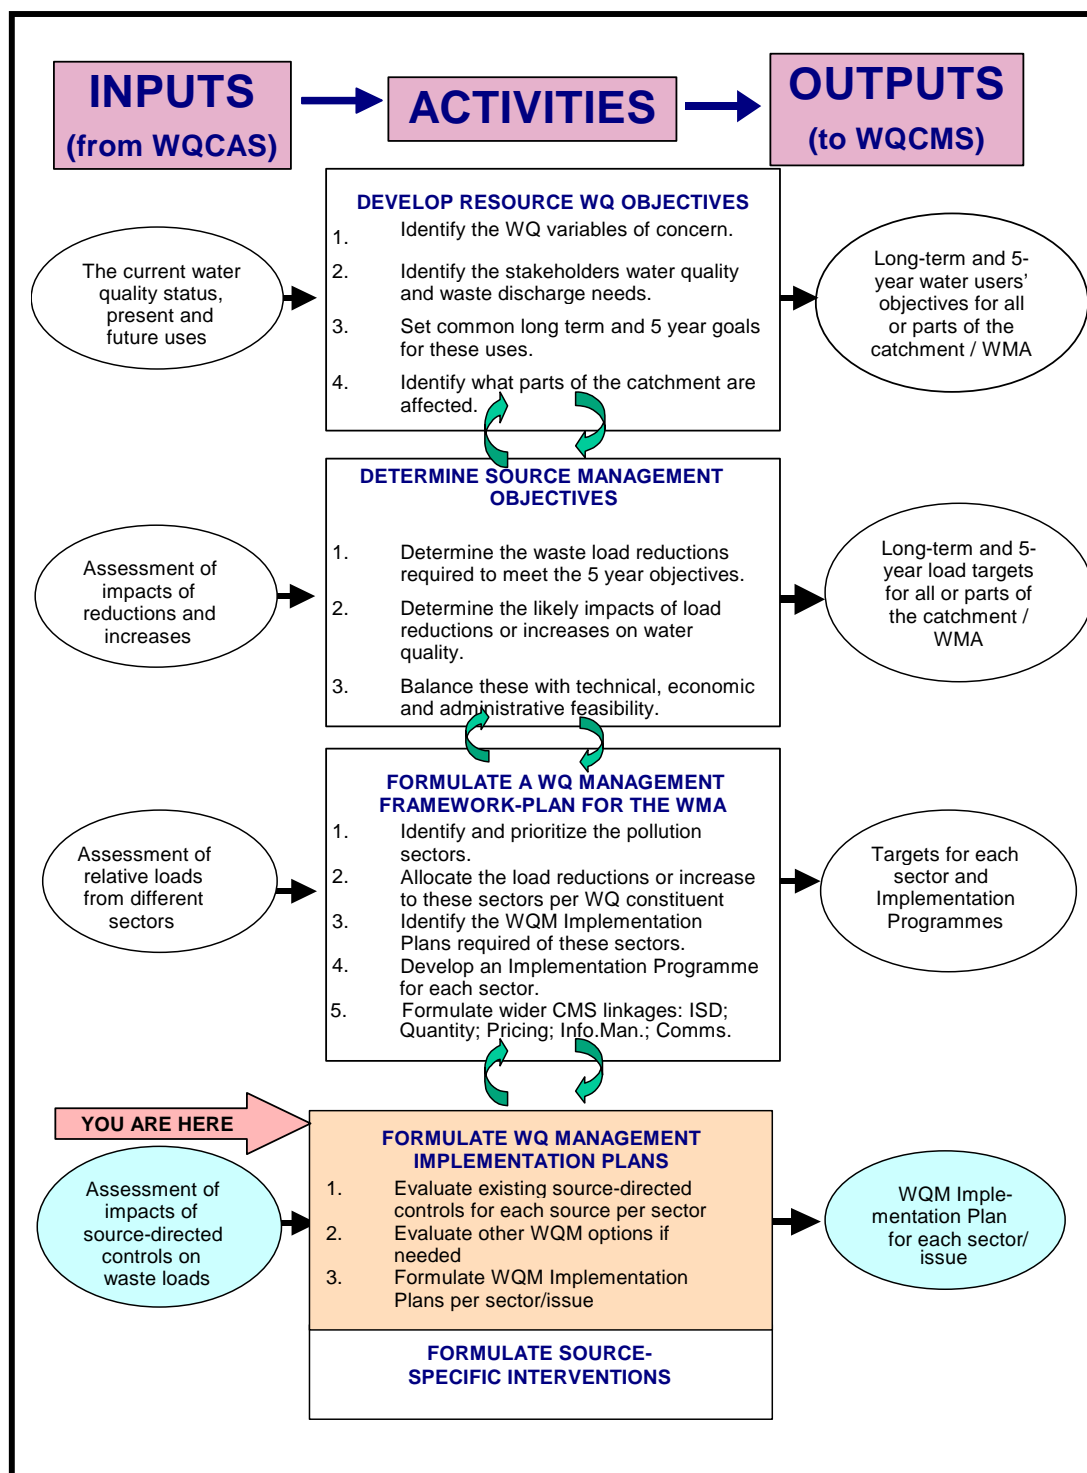 INPUTS
(from WQCAS)
ACTIVITIES
OUTPUTS
(to WQCMS)
The current water
quality status,
present and
future uses
DEVELOP RESOURCE WQ OBJECTIVES
1. Identify the WQ variables of concern.
2. Identify the stakeholders water quality
and waste discharge needs.
3. Set common long term and 5 year goals
for these uses.
4. Identify what parts of the catchment are
affected.
Long-term and 5-
year water users’
objectives for all
or parts of the
catchment / WMA
Assessment of
impacts of
reductions and
increases
DETERMINE SOURCE MANAGEMENT
OBJECTIVES
1. Determine the waste load reductions
required to meet the 5 year objectives.
2. Determine the likely impacts of load
reductions or increases on water
quality.
3. Balance these with technical, economic
and administrative feasibility.
Long-term and 5-
year load targets
for all or parts of
the catchment /
WMA
Assessment of
relative loads
from different
sectors
FORMULATE A WQ MANAGEMENT
FRAMEWORK-PLAN FOR THE WMA
1. Identify and prioritize the pollution
sectors.
2. Allocate the load reductions or increase
to these sectors per WQ constituent
3. Identify the WQM Implementation
Plans required of these sectors.
4. Develop an Implementation Programme
for each sector.
5. Formulate wider CMS linkages: ISD;
Quantity; Pricing; Info.Man.; Comms.
Targets for each
sector and
Implementation
Programmes
YOU ARE HERE
Assessment of
impacts of
source-directed
controls on
waste loads
FORMULATE WQ MANAGEMENT
IMPLEMENTATION PLANS
1. Evaluate existing source-directed
controls for each source per sector
2. Evaluate other WQM options if
needed
3. Formulate WQM Implementation
Plans per sector/issue
WQM Imple-
mentation Plan
for each sector/
issue
FORMULATE SOURCE-
SPECIFIC INTERVENTIONS